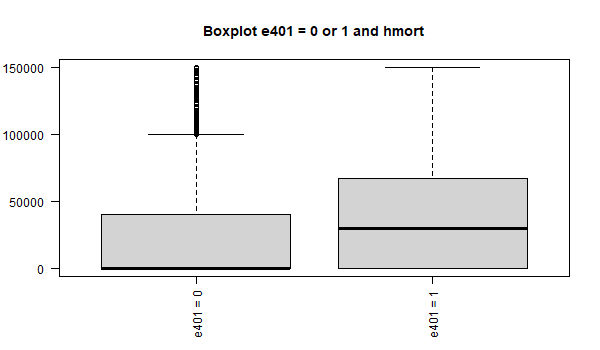 Boxplot e401 = 0 or 1 and hmort
150000
100000
50000
0
e401 = 0
e401 = 1